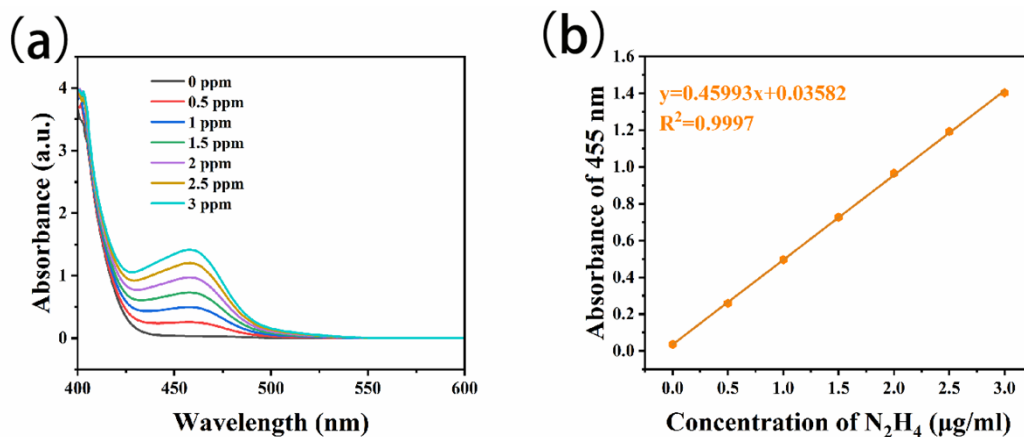 (a)
4
3
2
1
0
Absorbance (a.u.)
0 ppm
0.5 ppm
1 ppm
1.5 ppm
2 ppm
2.5 ppm
3 ppm
400
450
500
550
600
Wavelength (nm)
(b)
1.6
1.4
1.2
1.0
0.8
0.6
0.4
0.2
0.0
Absorbance of 455 nm
y=0.45993x+0.03582
R²=0.9997
0.0
0.5
1.0
1.5
2.0
2.5
3.0
Concentration of N₂H₄ (μg/ml)